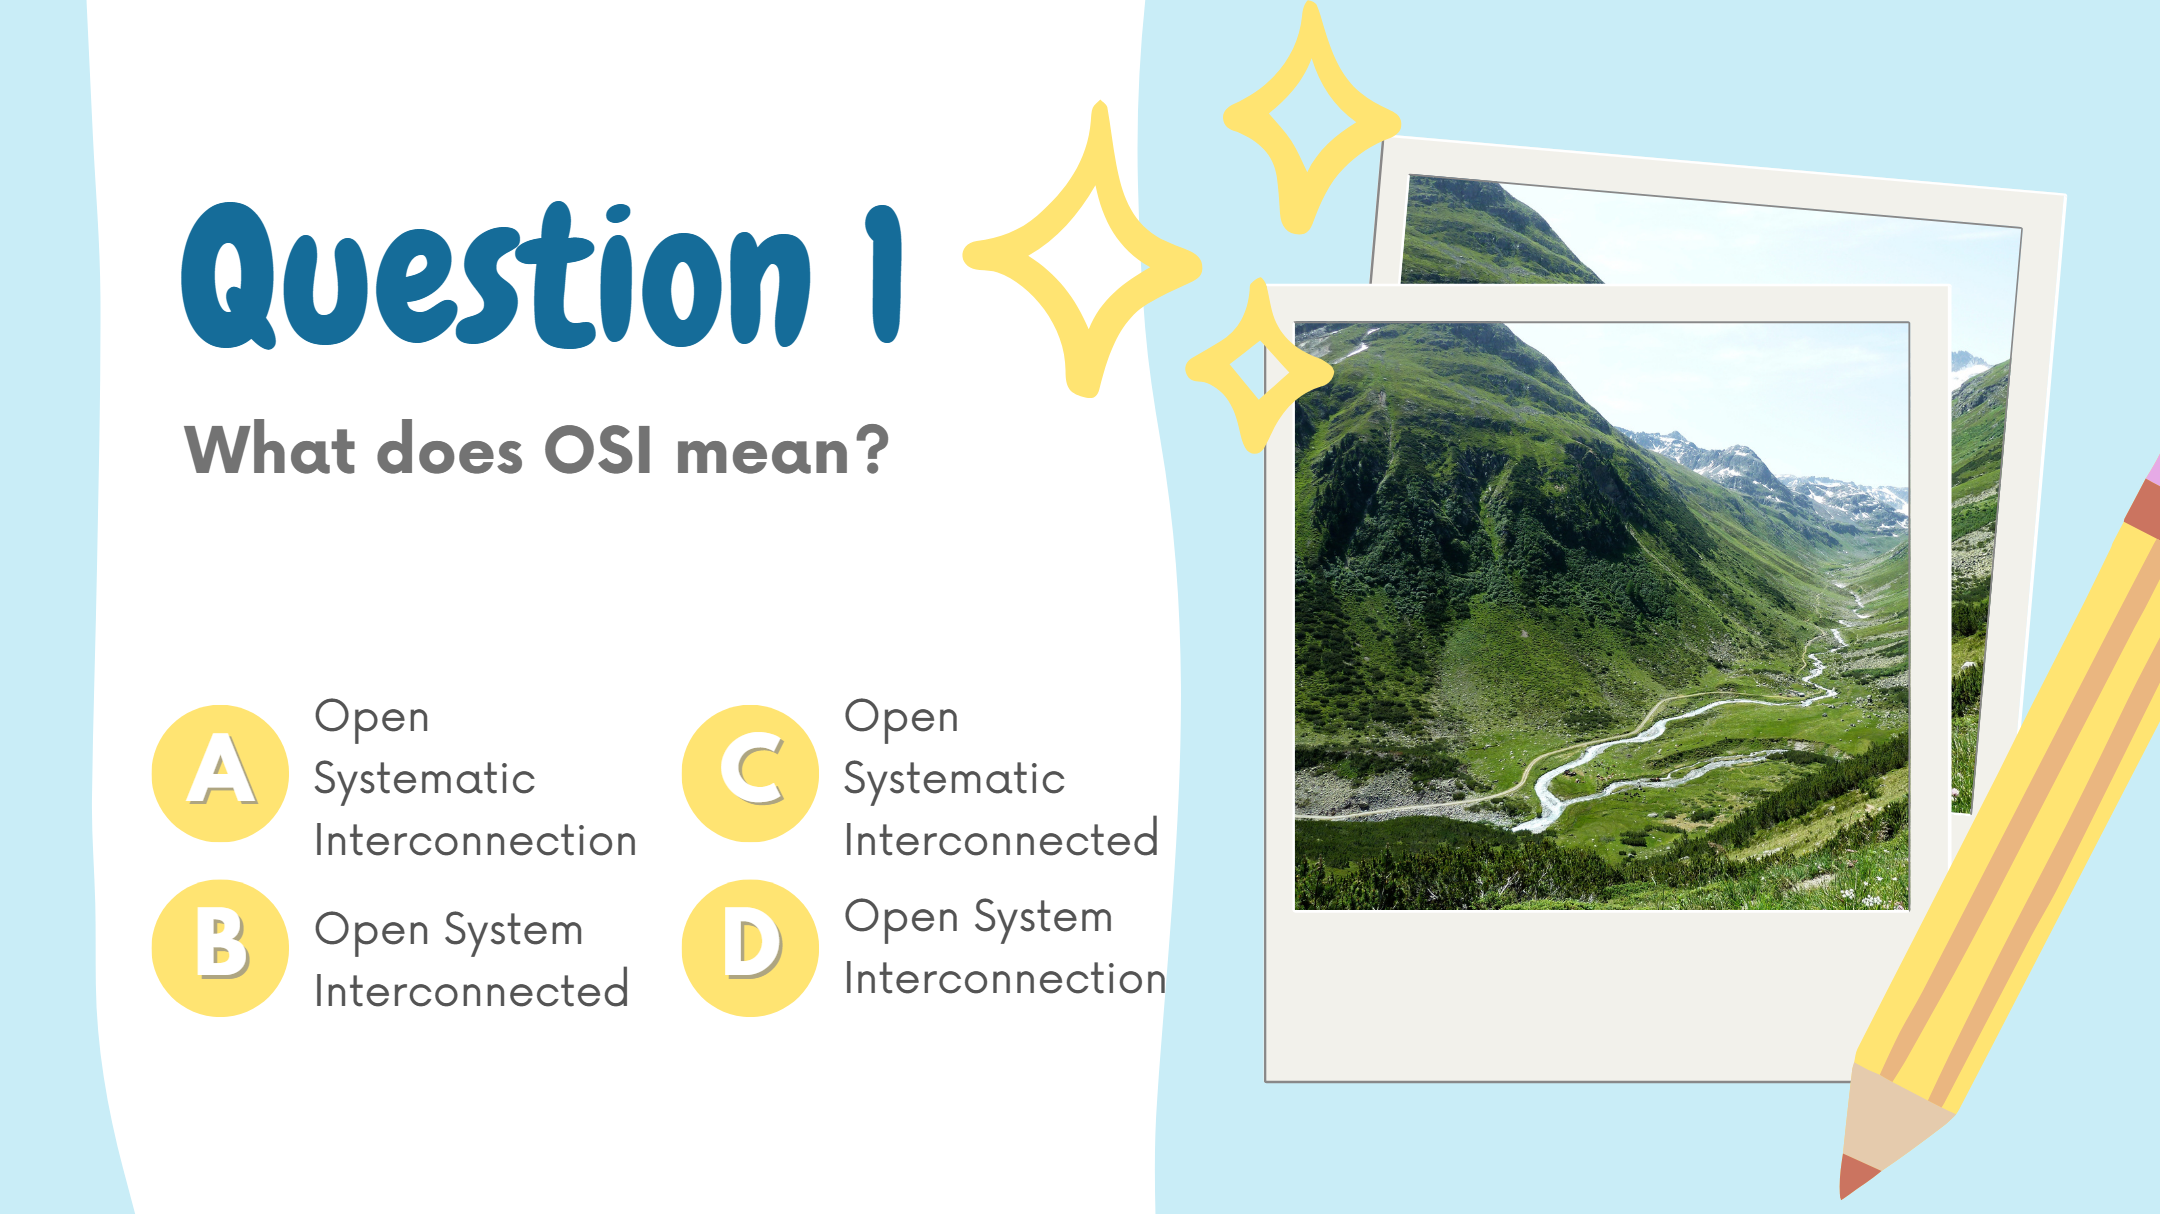 Question 1
What does OSI mean?
A
Open
Systematic
Interconnection
B
Open System
Interconnected
C
Open
Systematic
Interconnected
D
Open System
Interconnection